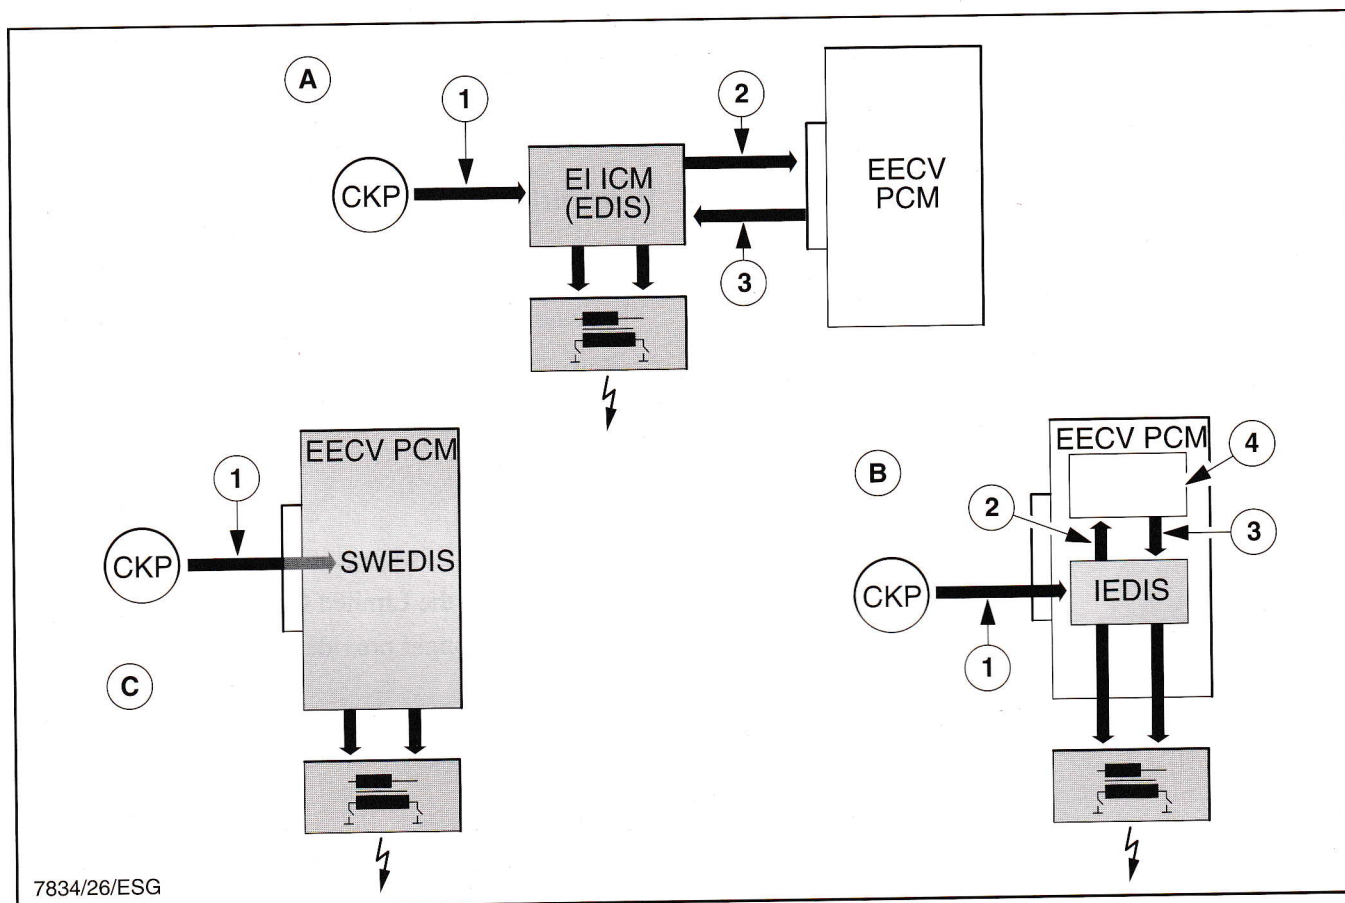 A
1
2
CKP
EI ICM
(EDIS)
EECV
PCM
3
EECV PCM
1
CKP
SWEDIS
C
EECV PCM
4
B
2
3
CKP
IEDIS
1
7834/26/ESG